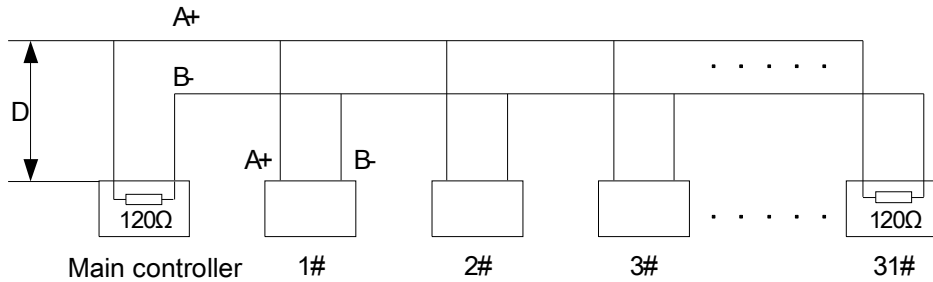 A+
B-
D
A+ B-
120Ω 120Ω
. . . . .
. . . . .
Main controller 1# 2# 3# 31#